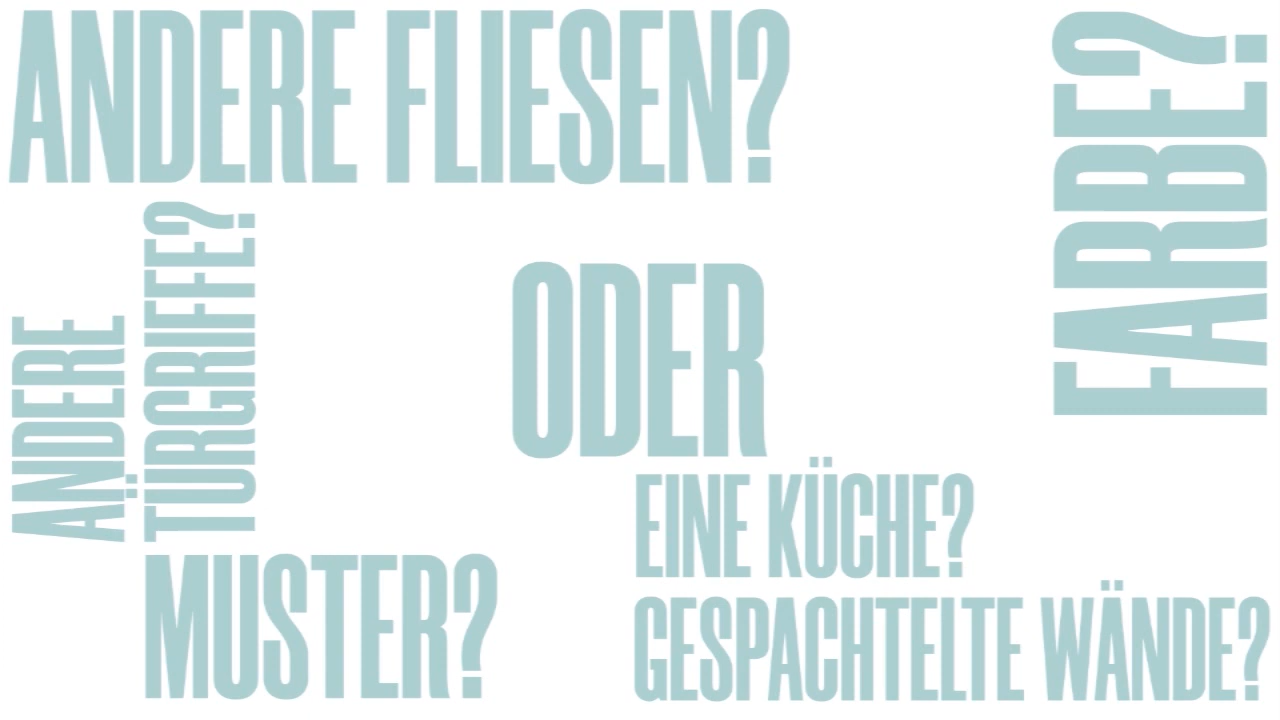 ANDERE FLIESEN?
FARBE?
ANDERE
TÜRGRIFFE?
ODER
EINE KÜCHE?
MUSTER?
GESPACHTELTE WÄNDE?